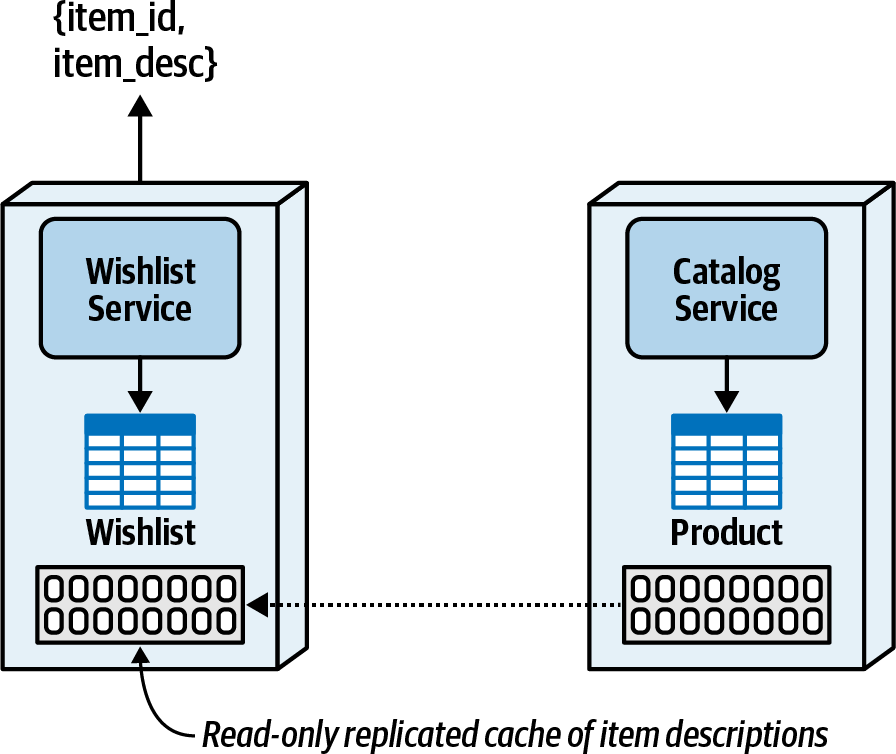 {item_id,
item_desc}
Wishlist
Service
Catalog
Service
Wishlist
Product
Read-only replicated cache of item descriptions